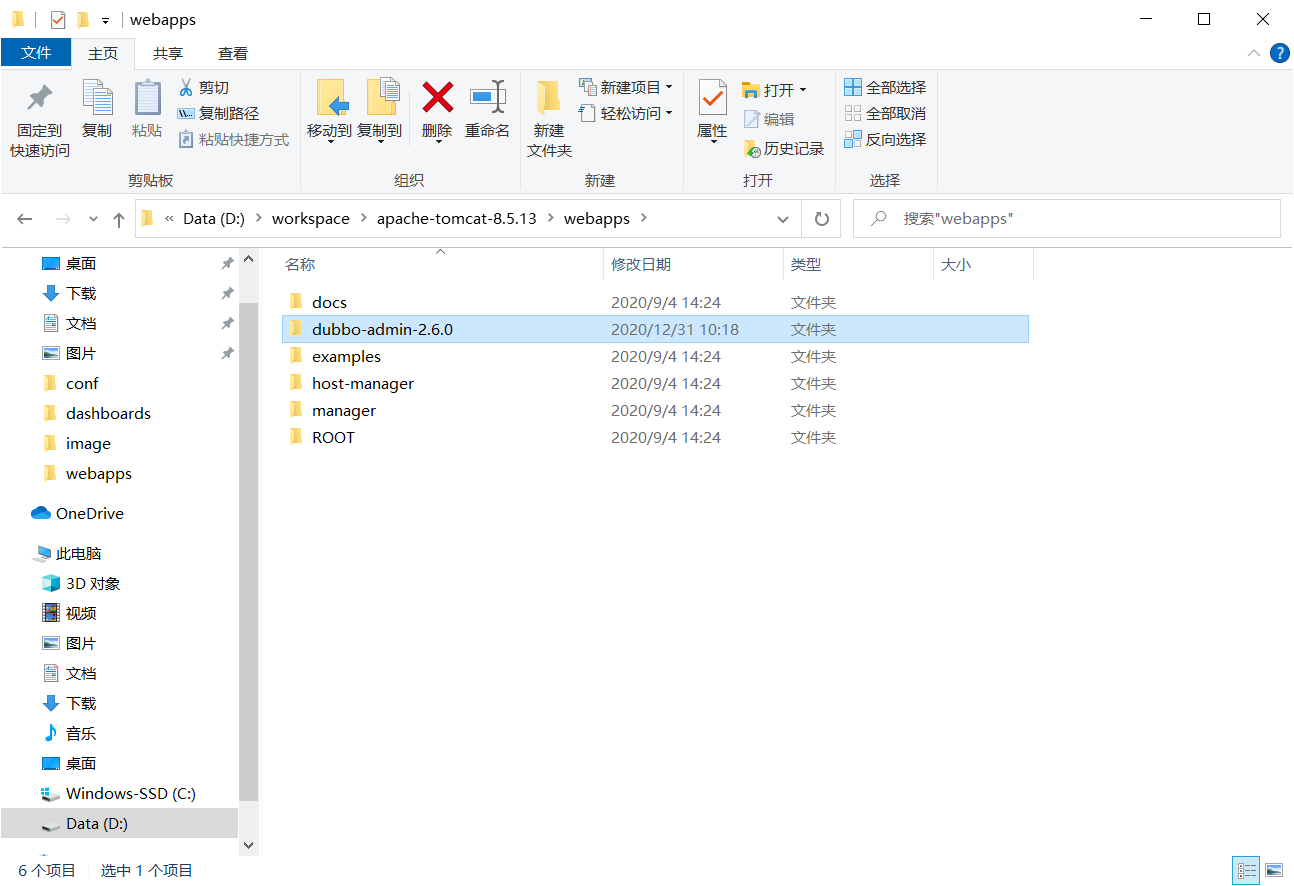 webapps
文件 主页 共享 查看
固定到
快速访问
复制
粘贴
剪切
复制路径
粘贴快捷方式
剪贴板
移动到
复制到
删除
重命名
组织
新建
文件夹
新建项目
轻松访问
新建
属性
打开
编辑
历史记录
打开
全部选择
全部取消
反向选择
选择
« Data (D:) > workspace > apache-tomcat-8.5.13 > webapps >
搜索"webapps"
桌面
下载
文档
图片
conf
dashboards
image
webapps
OneDrive
此电脑
3D 对象
视频
图片
文档
下载
音乐
桌面
Windows-SSD (C:)
Data (D:)
名称 修改日期 类型 大小
docs 2020/9/4 14:24 文件夹
dubbo-admin-2.6.0 2020/12/31 10:18 文件夹
examples 2020/9/4 14:24 文件夹
host-manager 2020/9/4 14:24 文件夹
manager 2020/9/4 14:24 文件夹
ROOT 2020/9/4 14:24 文件夹
6 个项目 选中 1 个项目